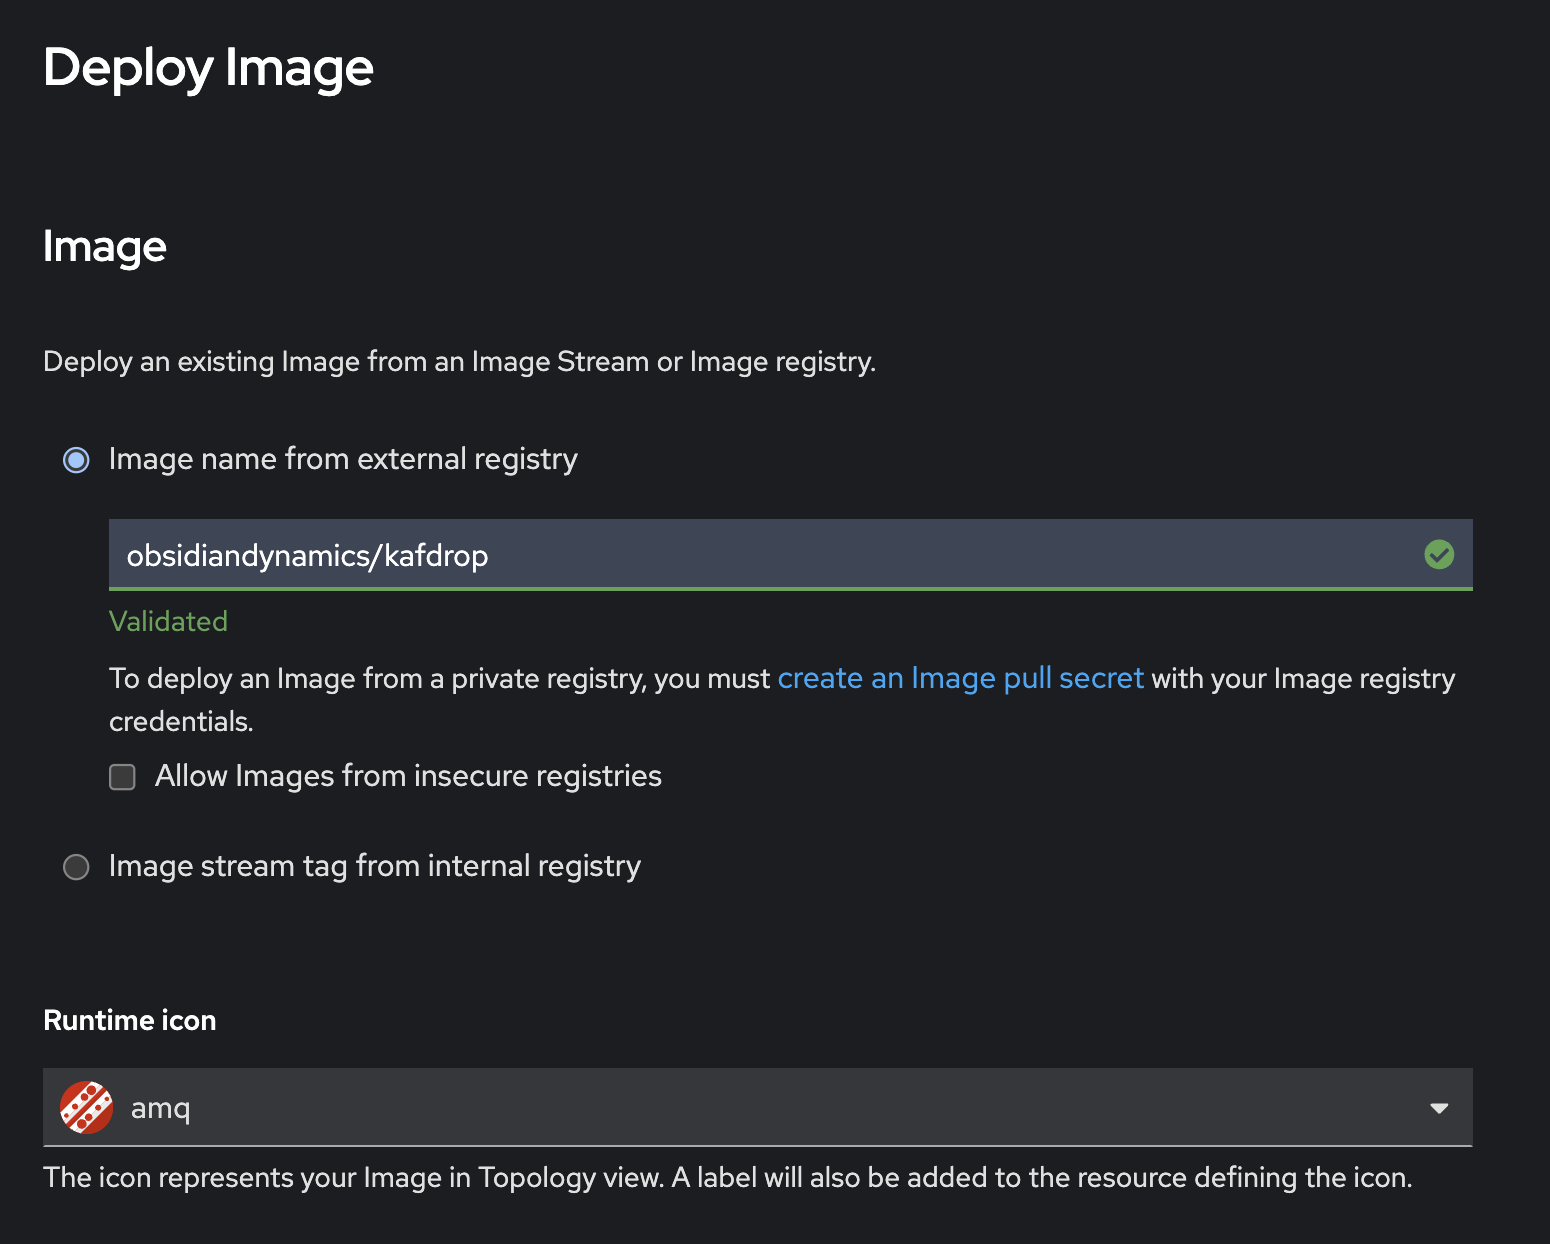 Deploy Image
Image
Deploy an existing Image from an Image Stream or Image registry.
Image name from external registry
obsidiandynamics/kafdrop
Validated
To deploy an Image from a private registry, you must create an Image pull secret with your Image registry
credentials.
Allow Images from insecure registries
Image stream tag from internal registry
Runtime icon
amq
The icon represents your Image in Topology view. A label will also be added to the resource defining the icon.